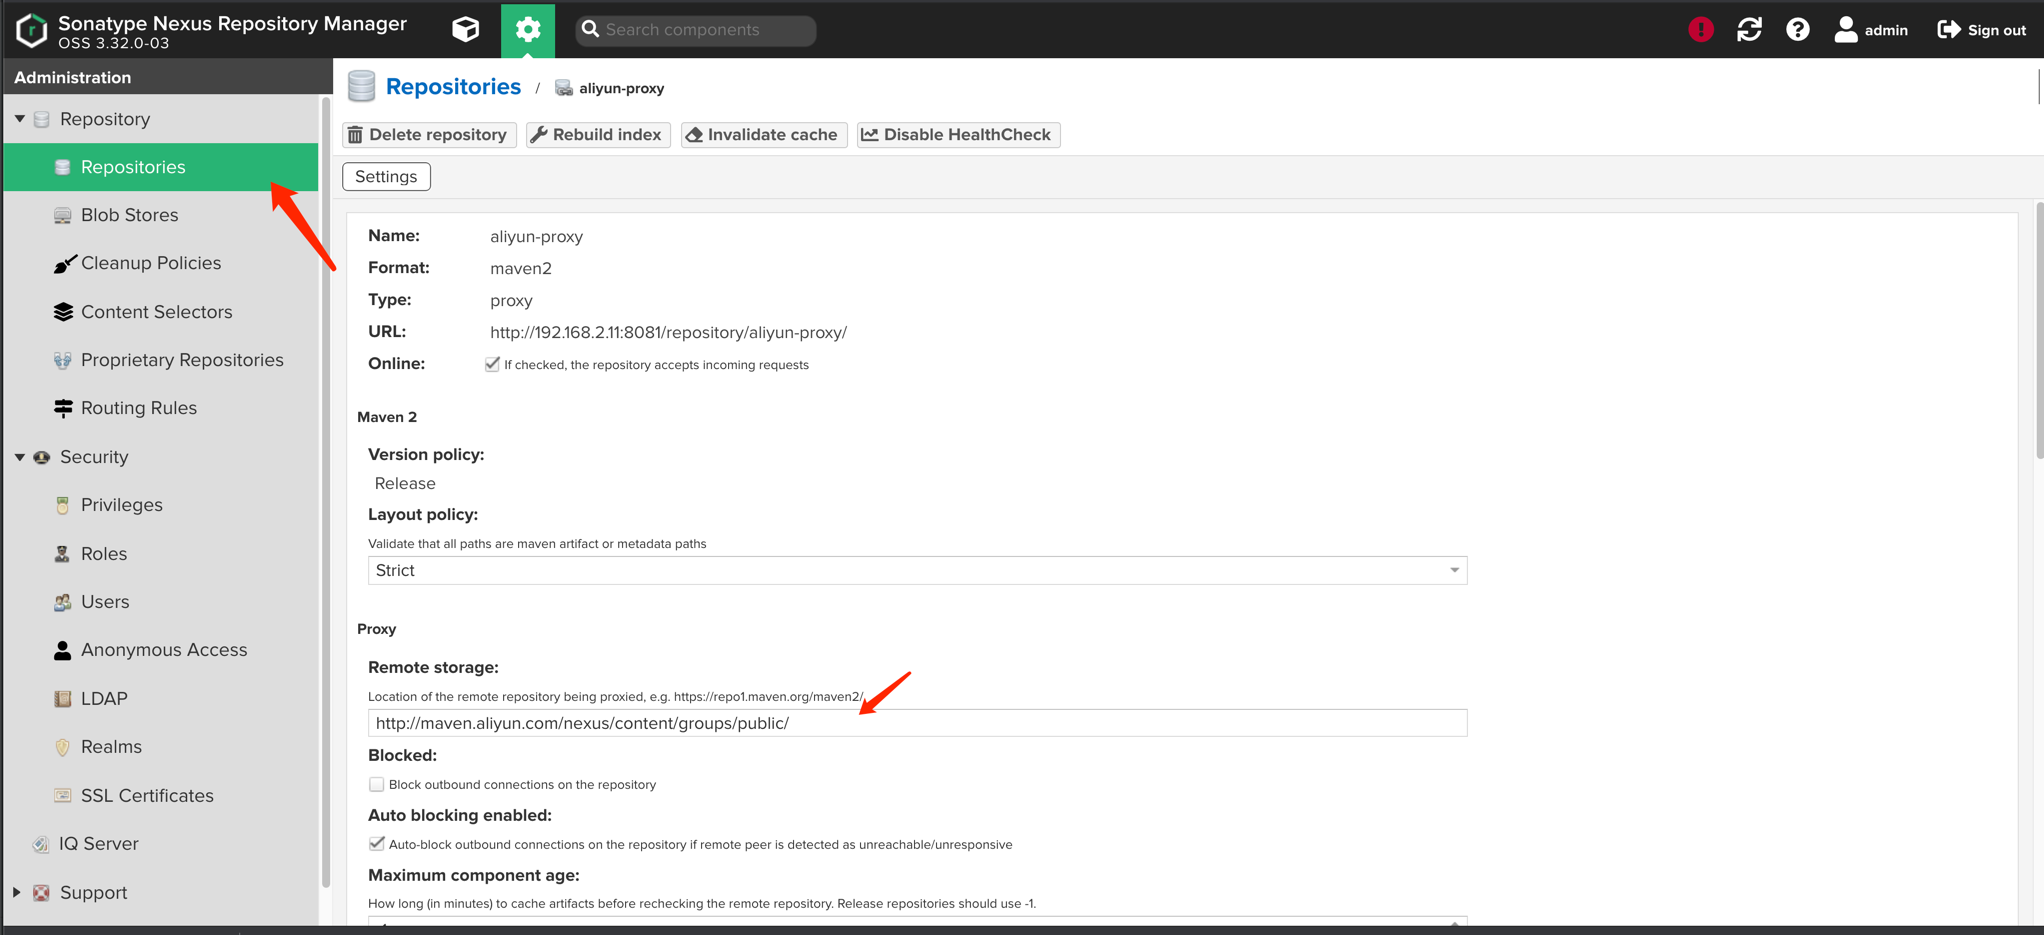 Sonatype Nexus Repository Manager
OSS 3.32.0-03
Search components
admin
Sign out
Administration
Repository
Repositories
Blob Stores
Cleanup Policies
Content Selectors
Proprietary Repositories
Routing Rules
Security
Privileges
Roles
Users
Anonymous Access
LDAP
Realms
SSL Certificates
IQ Server
Support
Repositories / aliyun-proxy
Delete repository
Rebuild index
Invalidate cache
Disable HealthCheck
Settings
Name: aliyun-proxy
Format: maven2
Type: proxy
URL: http://192.168.2.11:8081/repository/aliyun-proxy/
Online: If checked, the repository accepts incoming requests
Maven 2
Version policy:
Release
Layout policy:
Validate that all paths are maven artifact or metadata paths
Strict
Proxy
Remote storage:
Location of the remote repository being proxied, e.g. https://repo1.maven.org/maven2/
http://maven.aliyun.com/nexus/content/groups/public/
Blocked:
Block outbound connections on the repository
Auto blocking enabled:
Auto-block outbound connections on the repository if remote peer is detected as unreachable/unresponsive
Maximum component age:
How long (in minutes) to cache artifacts before rechecking the remote repository. Release repositories should use -1.